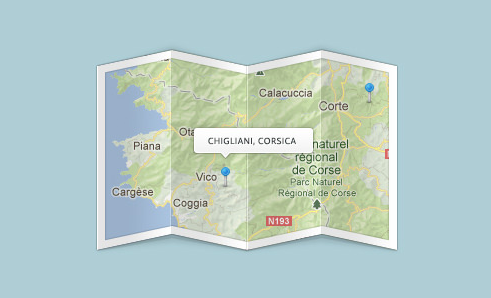 Calacuccia
Corte
Ota
CHIGLIANI, CORSICA
Piana
naturel
régional
de Corse
Vico
Parc Naturel
Régional de Corse
Cargèse
Coggia
N193